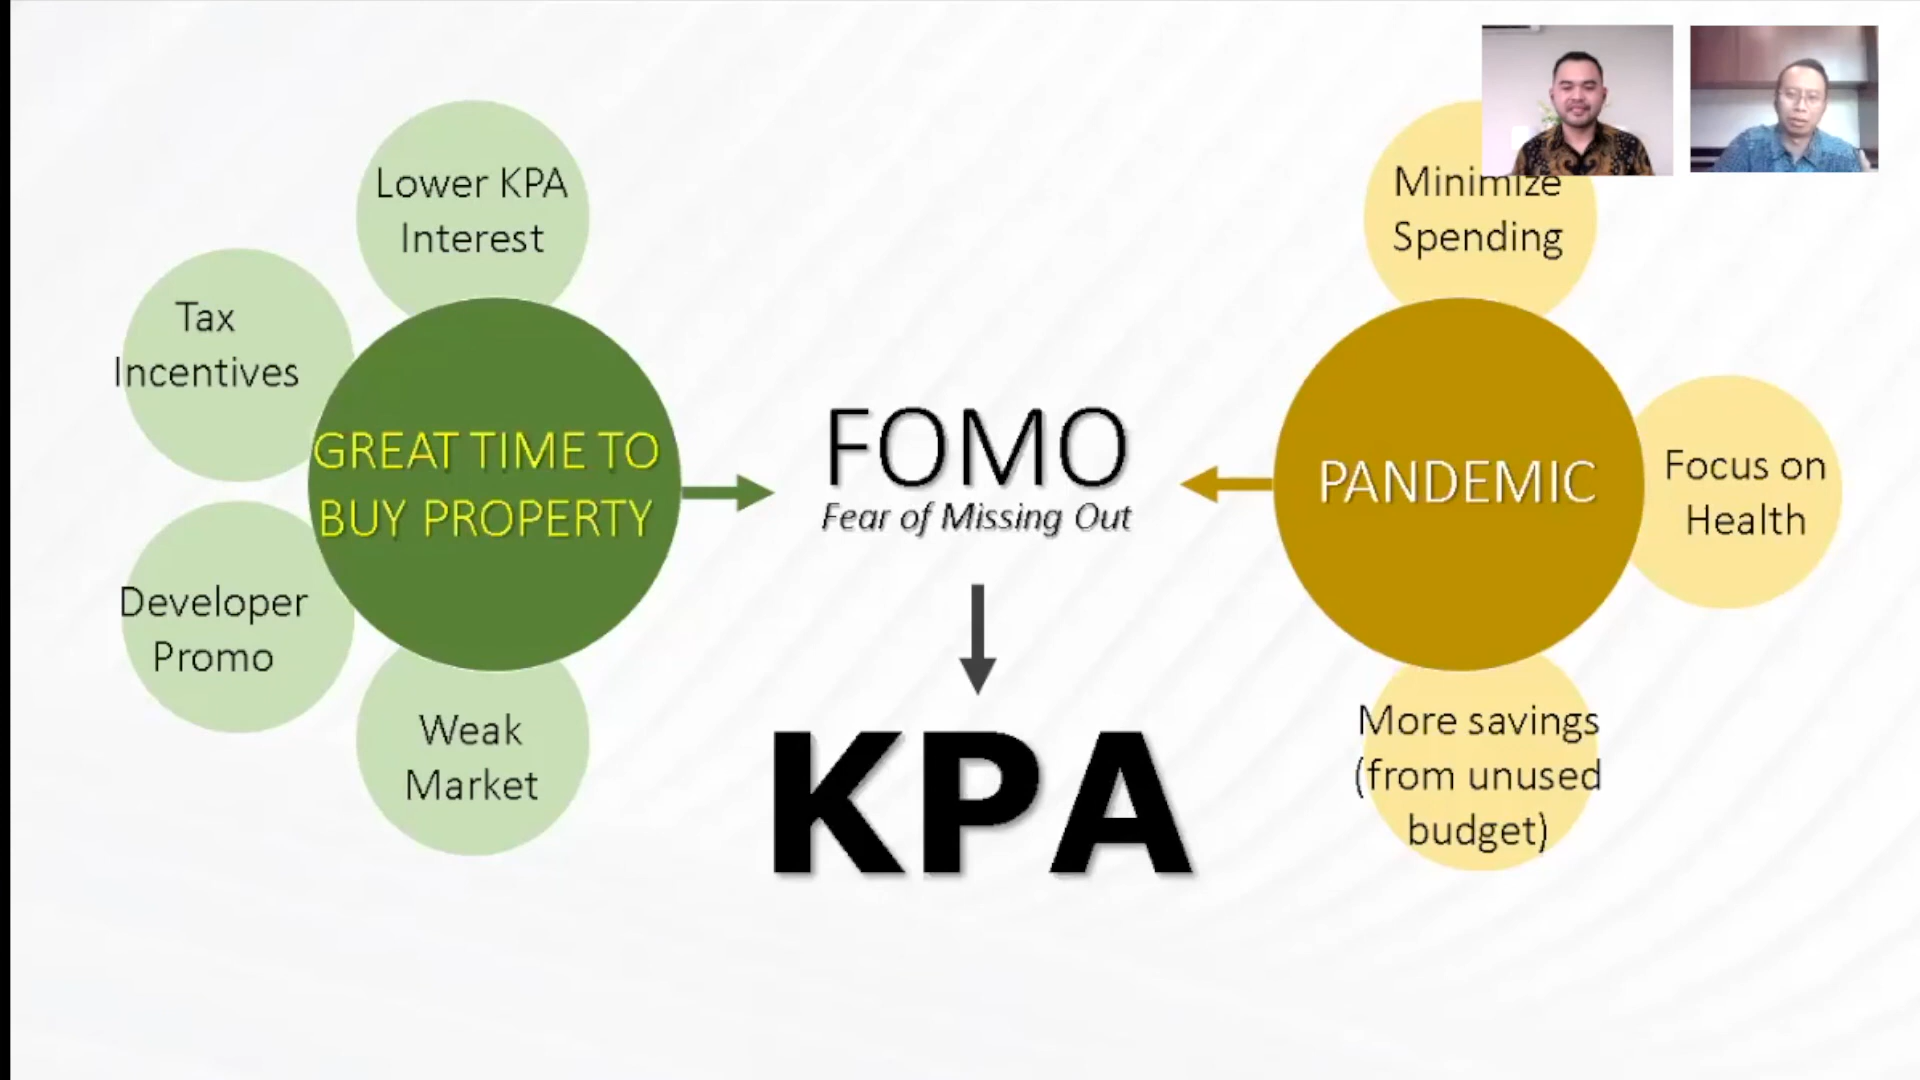 Lower KPA
Interest
Tax
Incentives
GREAT TIME TO
BUY PROPERTY
Developer
Promo
Weak
Market
FOMO
Fear of Missing Out
KPA
Minimize
Spending
PANDEMIC
Focus on
Health
More savings
(from unused
budget)